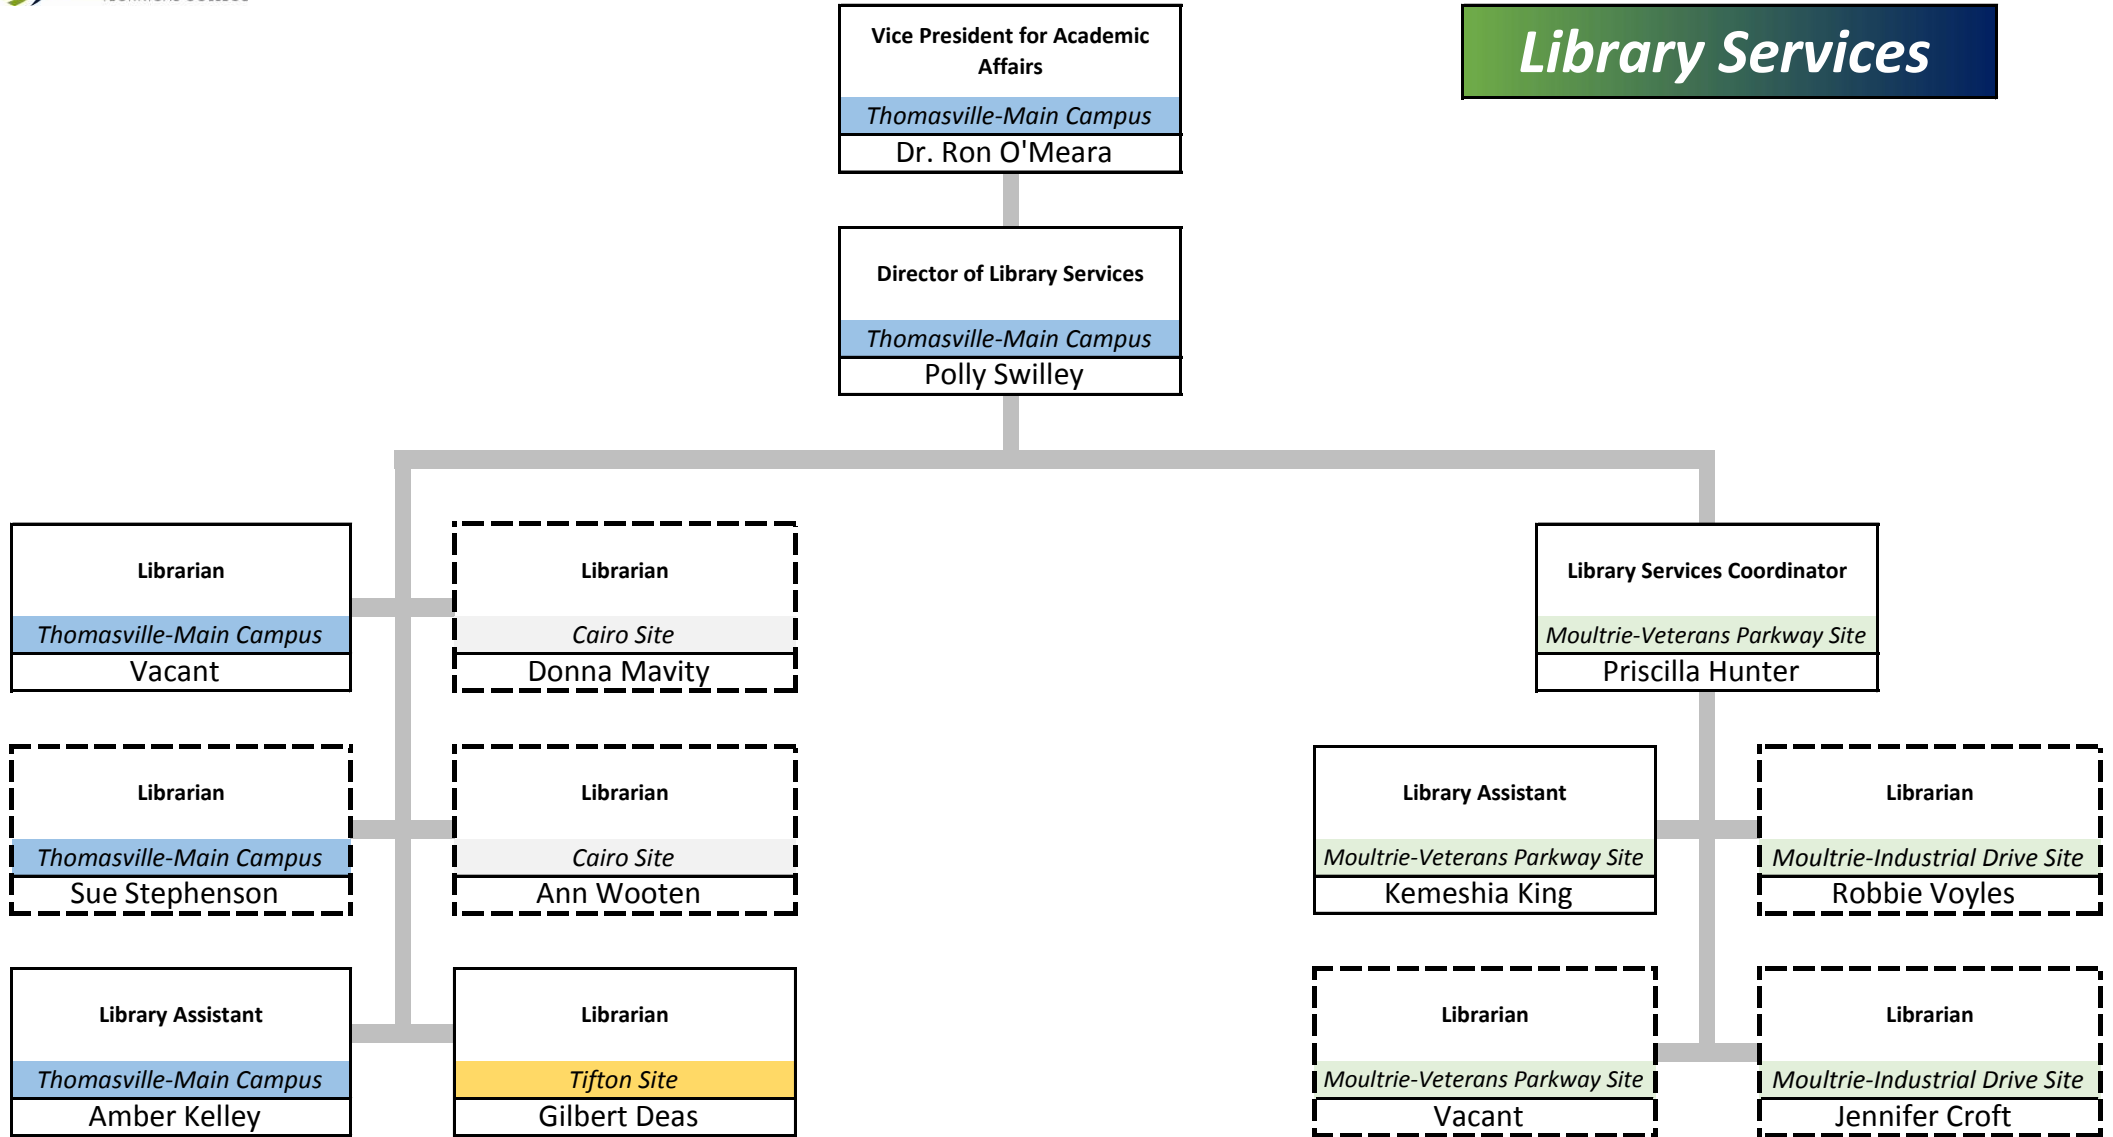 Vice President for Academic
Affairs
Thomasville-Main Campus
Dr. Ron O'Meara
Library Services
Director of Library Services
Thomasville-Main Campus
Polly Swilley
Librarian
Thomasville-Main Campus
Vacant
Librarian
Cairo Site
Donna Mavity
Library Services Coordinator
Moultrie-Veterans Parkway Site
Priscilla Hunter
Librarian
Thomasville-Main Campus
Sue Stephenson
Librarian
Cairo Site
Ann Wooten
Library Assistant
Moultrie-Veterans Parkway Site
Kemeshia King
Librarian
Moultrie-Industrial Drive Site
Robbie Voyles
Library Assistant
Thomasville-Main Campus
Amber Kelley
Librarian
Tifton Site
Gilbert Deas
Librarian
Moultrie-Veterans Parkway Site
Vacant
Librarian
Moultrie-Industrial Drive Site
Jennifer Croft